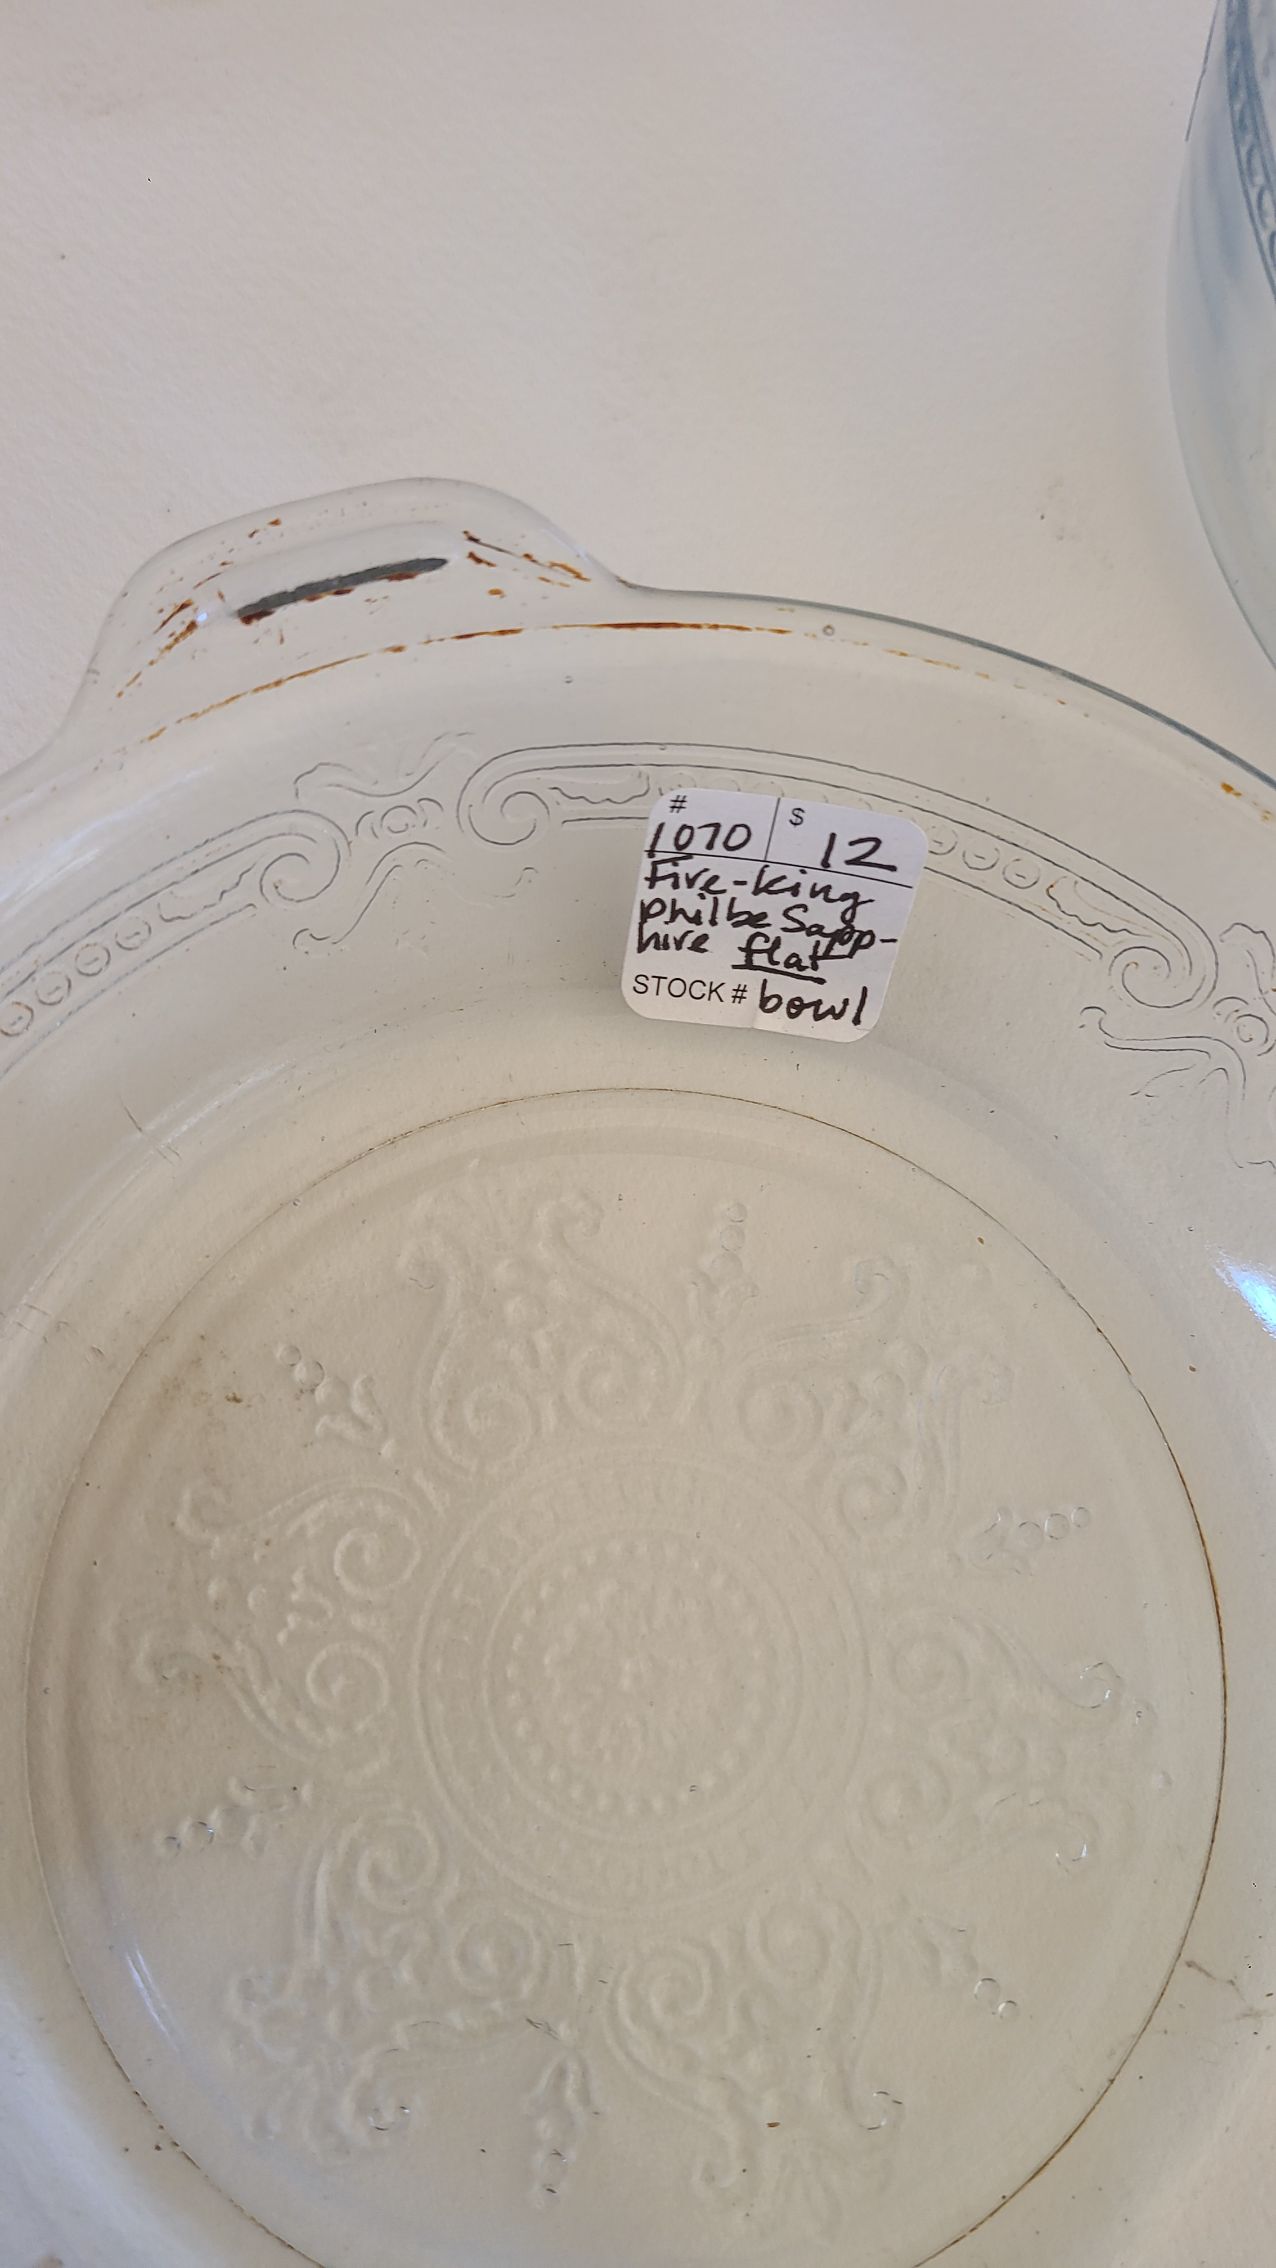 # $
1070 12
Fire-King
philbe Sapp-
hire flat
STOCK # bowl